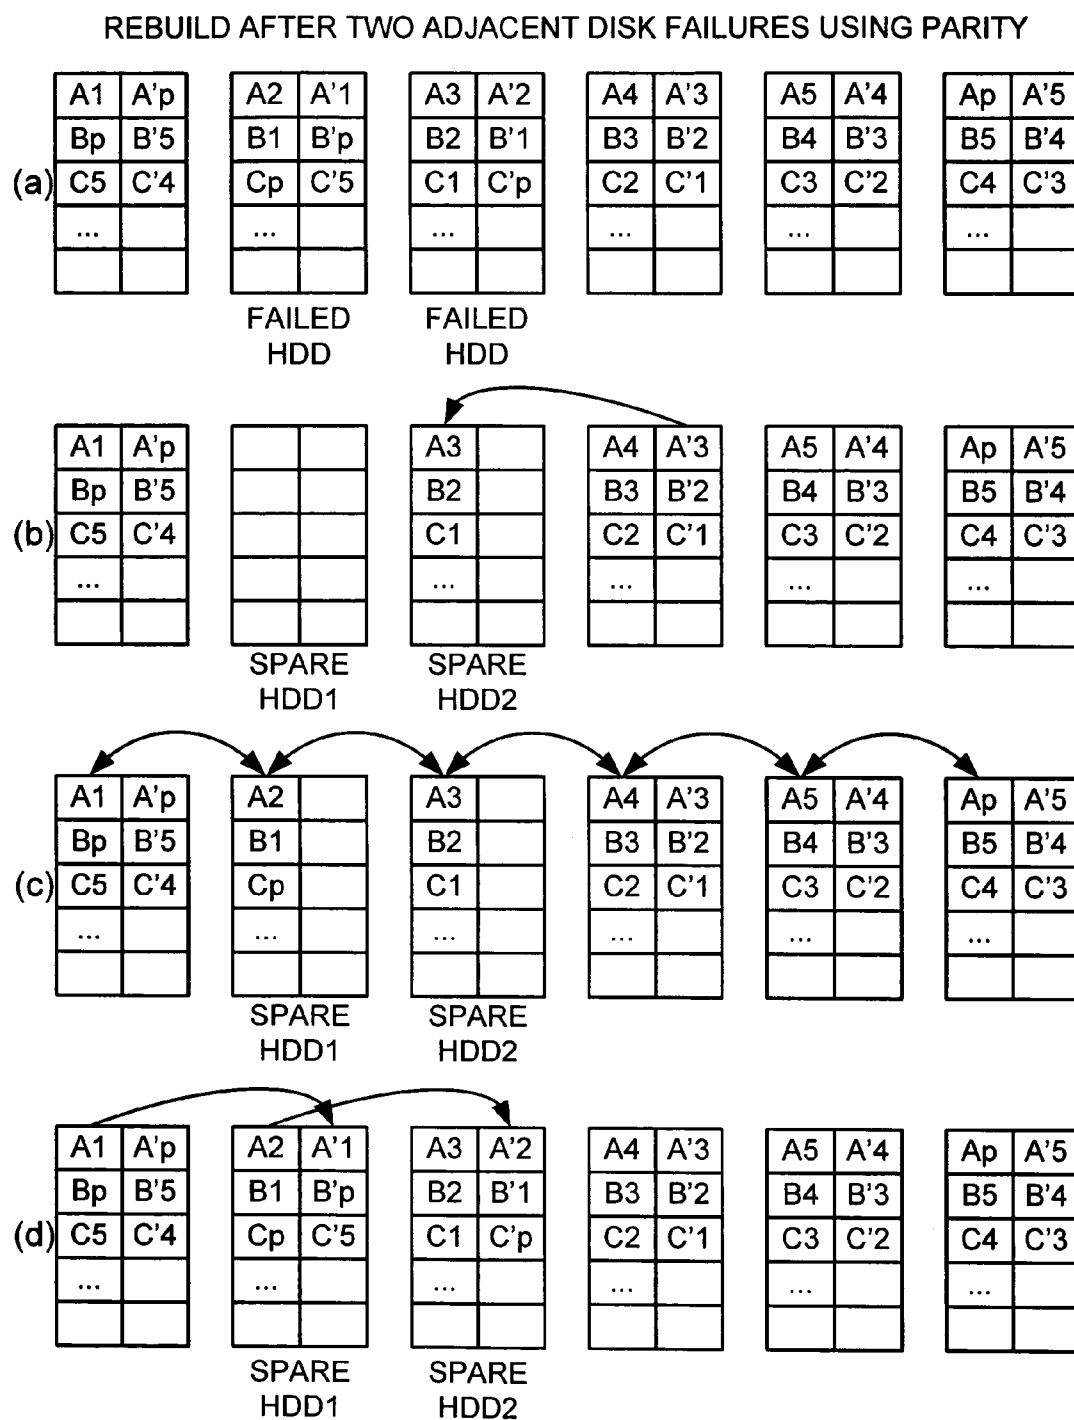 REBUILD AFTER TWO ADJACENT DISK FAILURES USING PARITY
A1 A'p A2 A'1 A3 A'2 A4 A'3 A5 A'4 Ap A'5
Bp B'5 B1 B'p B2 B'1 B3 B'2 B4 B'3 B5 B'4
(a) C5 C'4 Cp C'5 C1 C'p C2 C'1 C3 C'2 C4 C'3
... ... ... ... ... ...
FAILED FAILED
HDD HDD
A1 A'p A3 A4 A'3 A5 A'4 Ap A'5
Bp B'5 B2 B3 B'2 B4 B'3 B5 B'4
(b) C5 C'4 C1 C2 C'1 C3 C'2 C4 C'3
... ... ... ... ...
SPARE SPARE
HDD1 HDD2
A1 A'p A2 A3 A4 A'3 A5 A'4 Ap A'5
Bp B'5 B1 B2 B3 B'2 B4 B'3 B5 B'4
(c) C5 C'4 Cp C1 C2 C'1 C3 C'2 C4 C'3
... ... ... ... ... ...
SPARE SPARE
HDD1 HDD2
A1 A'p A2 A'1 A3 A'2 A4 A'3 A5 A'4 Ap A'5
Bp B'5 B1 B'p B2 B'1 B3 B'2 B4 B'3 B5 B'4
(d) C5 C'4 Cp C'5 C1 C'p C2 C'1 C3 C'2 C4 C'3
... ... ... ... ... ...
SPARE SPARE
HDD1 HDD2